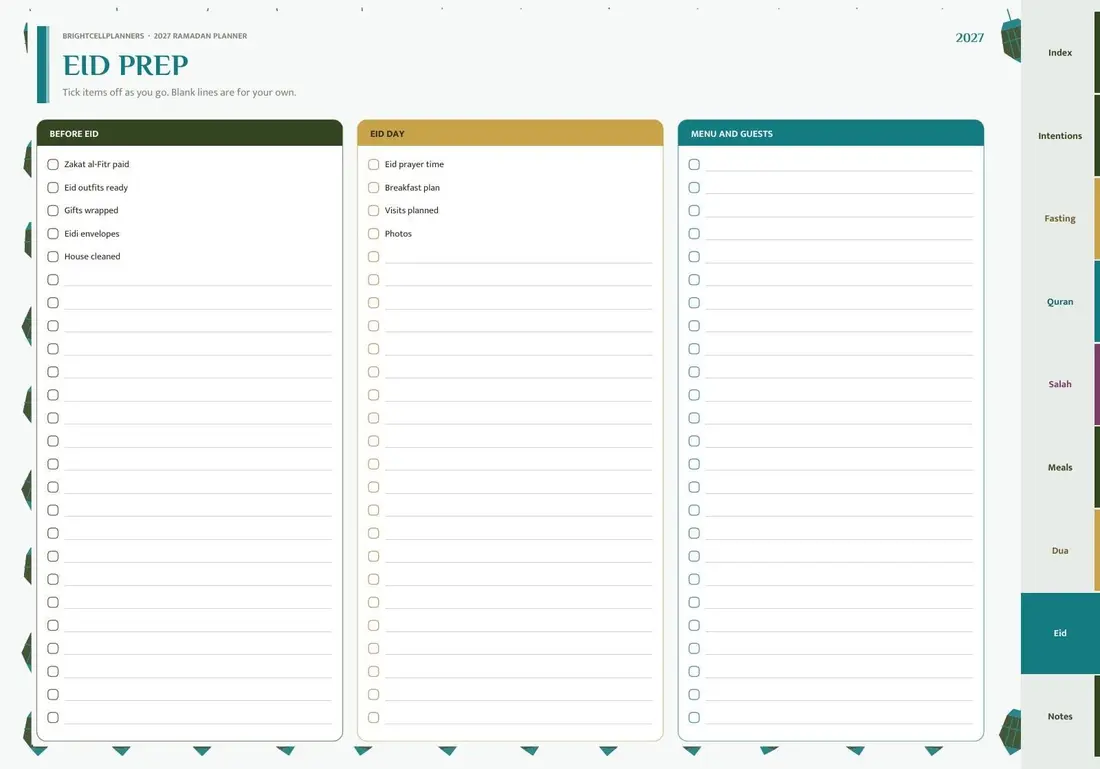 BRIGHTCELLPLANNERS · 2027 RAMADAN PLANNER
2027
EID PREP
Tick items off as you go. Blank lines are for your own.
BEFORE EID
Zakat al-Fitr paid
Eid outfits ready
Gifts wrapped
Eidi envelopes
House cleaned
EID DAY
Eid prayer time
Breakfast plan
Visits planned
Photos
MENU AND GUESTS
Index
Intentions
Fasting
Quran
Salah
Meals
Dua
Eid
Notes